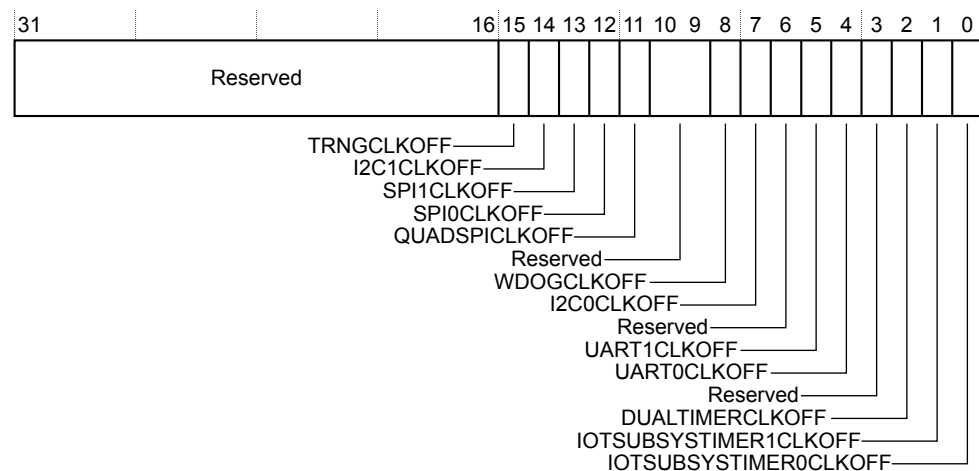 31 16 15 14 13 12 11 10 9 8 7 6 5 4 3 2 1 0
Reserved
TRNGCLKOFF
I2C1CLKOFF
SPI1CLKOFF
SPI0CLKOFF
QUADSPICLKOFF
Reserved
WDOGCLKOFF
I2C0CLKOFF
Reserved
UART1CLKOFF
UART0CLKOFF
Reserved
DUALTIMERCLKOFF
IOTSUBSYSTIMER1CLKOFF
IOTSUBSYSTIMER0CLKOFF